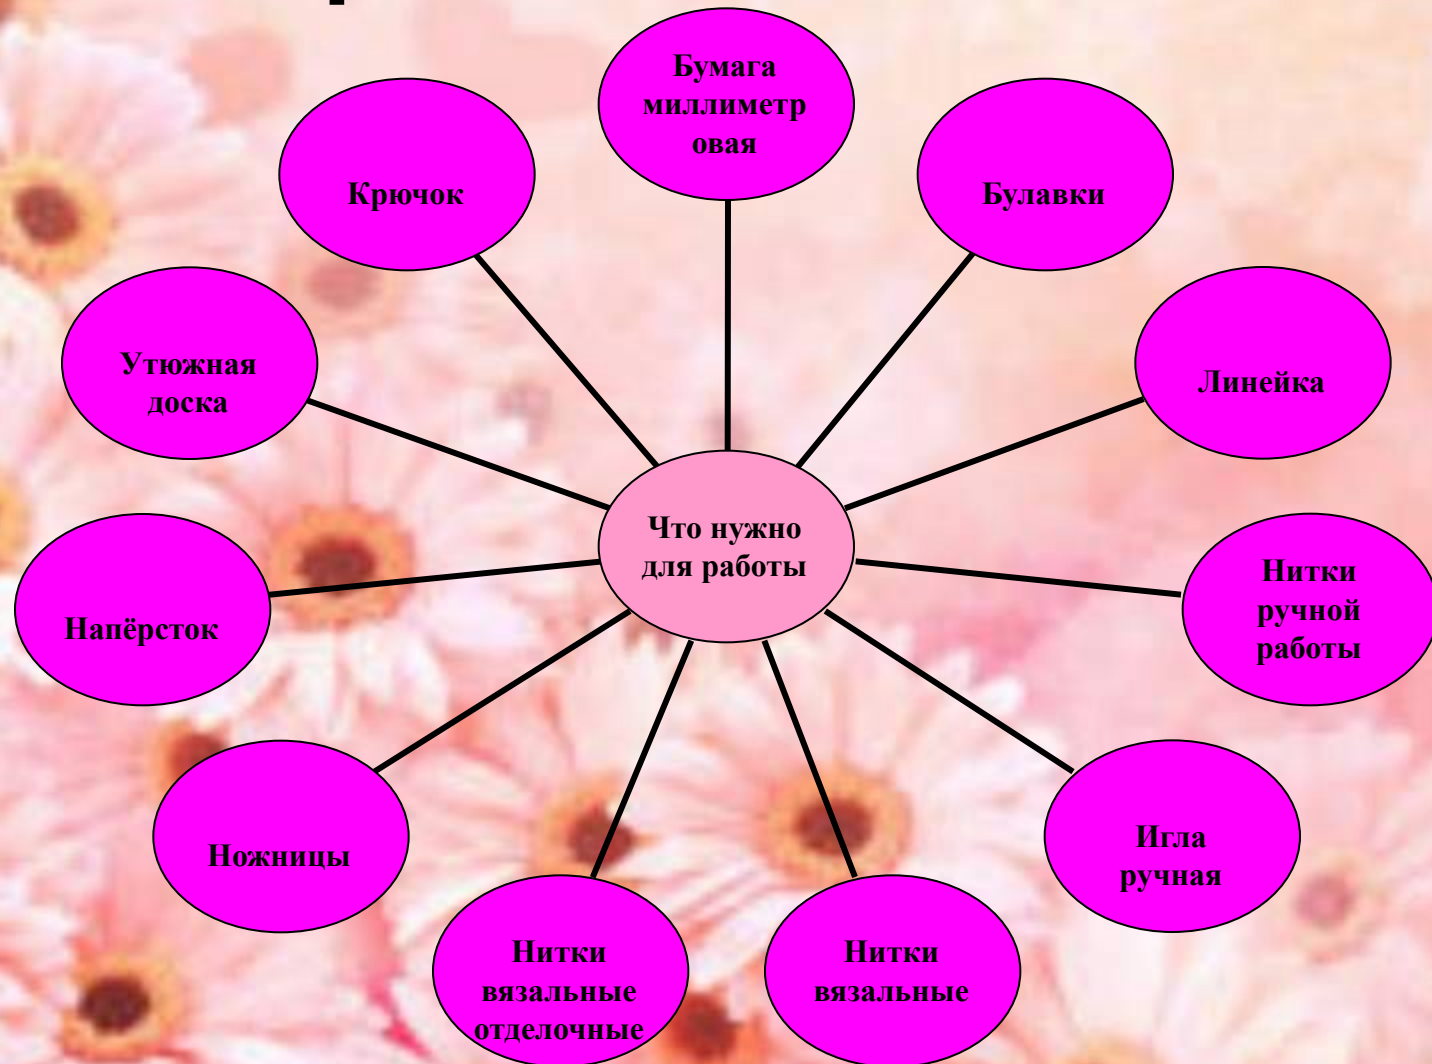 Бумага
миллиметр
овая
Крючок
Булавки
Утюжная
доска
Линейка
Что нужно
для работы
Напёрсток
Нитки
ручной
работы
Ножницы
Игла
ручная
Нитки
вязальные
отделочные
Нитки
вязальные